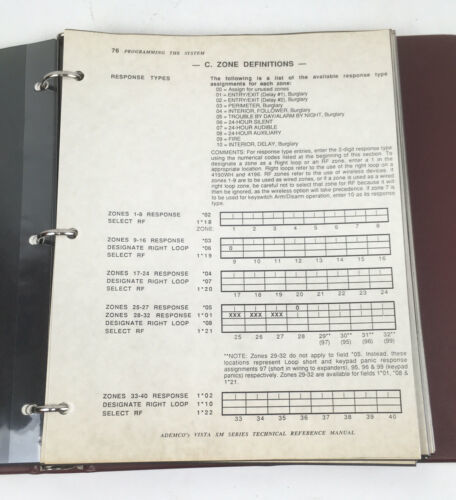 76 PROGRAMMING THE SYSTEM
— C. ZONE DEFINITIONS —
RESPONSE TYPES
The following is a list of the available response type
assignments for each zone:
00 = Assign for unused zones
01 = ENTRY/EXIT (Delay #1), Burglary
02 = ENTRY/EXIT (Delay #2), Burglary
03 = PERIMETER, Burglary
04 = INTERIOR, FOLLOWER, Burglary
05 = TROUBLE BY DAY/ALARM BY NIGHT, Burglary
06 = 24-HOUR SILENT
07 = 24-HOUR AUDIBLE
08 = 24-HOUR AUXILIARY
09 = FIRE
10 = INTERIOR, DELAY, Burglary
COMMENTS: For response type entries, enter the 2-digit response type
using the numerical codes listed at the beginning of this section. To
designate a zone as a Right loop or an RF zone, enter a 1 in the
appropriate location. Right loops refer to the use of the right loop on a
4150WH or 4196. RF zones refer to the use of wireless devices. If
zones 1-9 are to be used as wired zones, or if a zone is used as a wired
right loop zone, be careful not to select that zone for RF because it will
then be ignored, as the wireless option will take precedence. If zone 7 is
to be used for keyswitch Arm/Disarm operation, enter 10 as its response
type.
ZONES 1-8 RESPONSE *02
SELECT RF 1*18
ZONE: 1 2 3 4 5 6 7 8
ZONES 9-16 RESPONSE *03
DESIGNATE RIGHT LOOP *06 0
SELECT RF 1*19
9 10 11 12 13 14 15 16
ZONES 17-24 RESPONSE *04
DESIGNATE RIGHT LOOP *07
SELECT RF 1*20
17 18 19 20 21 22 23 24
ZONES 25-27 RESPONSE *05 0
ZONES 28-32 RESPONSE 1*01 XXX XXX XXX
DESIGNATE RIGHT LOOP *08
SELECT RF 1*21
25 26 27 28 29** 30** 31** 32**
(97) (95) (96) (99)
**NOTE: Zones 29-32 do not apply to field *05. Instead, these
locations represent Loop short and keypad panic response
assignments 97 (short in wiring to expanders), 95, 96 & 99 (keypad
panics) respectively. Zones 29-32 are available for fields 1*01, *08 &
1*21.
ZONES 33-40 RESPONSE 1*02
DESIGNATE RIGHT LOOP 1*10
SELECT RF 1*22
33 34 35 36 37 38 39 40
ADEMCO's VISTA XM SERIES TECHNICAL REFERENCE MANUAL